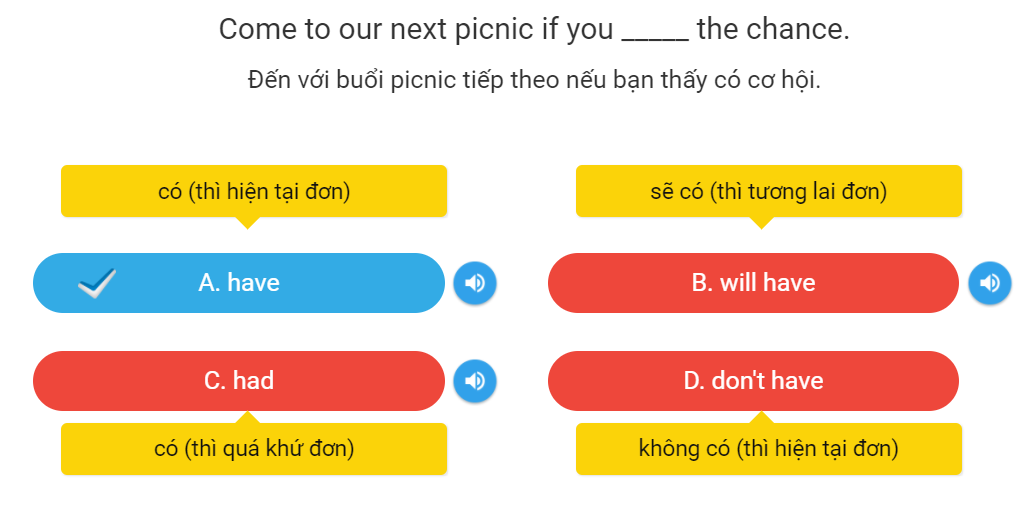 Come to our next picnic if you _____ the chance.
Đến với buổi picnic tiếp theo nếu bạn thấy có cơ hội.
có (thì hiện tại đơn)
sẽ có (thì tương lai đơn)
A. have
B. will have
C. had
D. don't have
có (thì quá khứ đơn)
không có (thì hiện tại đơn)